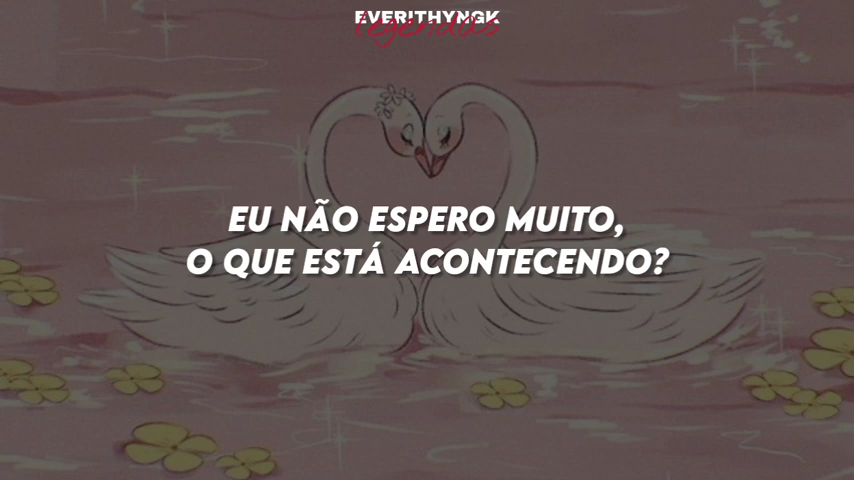 EVERITHYNGK
legendas
EU NÃO ESPERO MUITO,
O QUE ESTÁ ACONTECENDO?